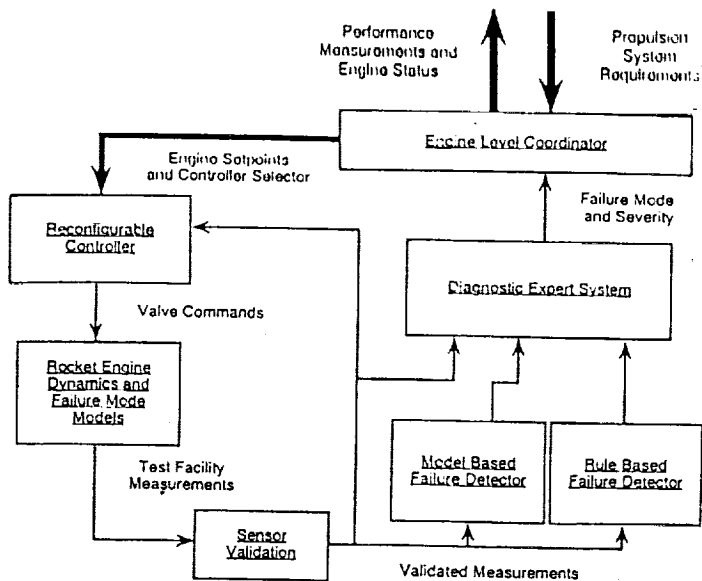 Performance
Measurements and
Engine Status
Propulsion
System
Requirements
Engine Level Coordinator
Engine Setpoints
and Controller Selector
Failure Mode
and Severity
Reconfigurable
Controller
Diagnostic Expert System
Valve Commands
Rocket Engine
Dynamics and
Failure Mode
Models
Test Facility
Measurements
Model Based
Failure Detector
Rule Based
Failure Detector
Sensor
Validation
Validated Measurements